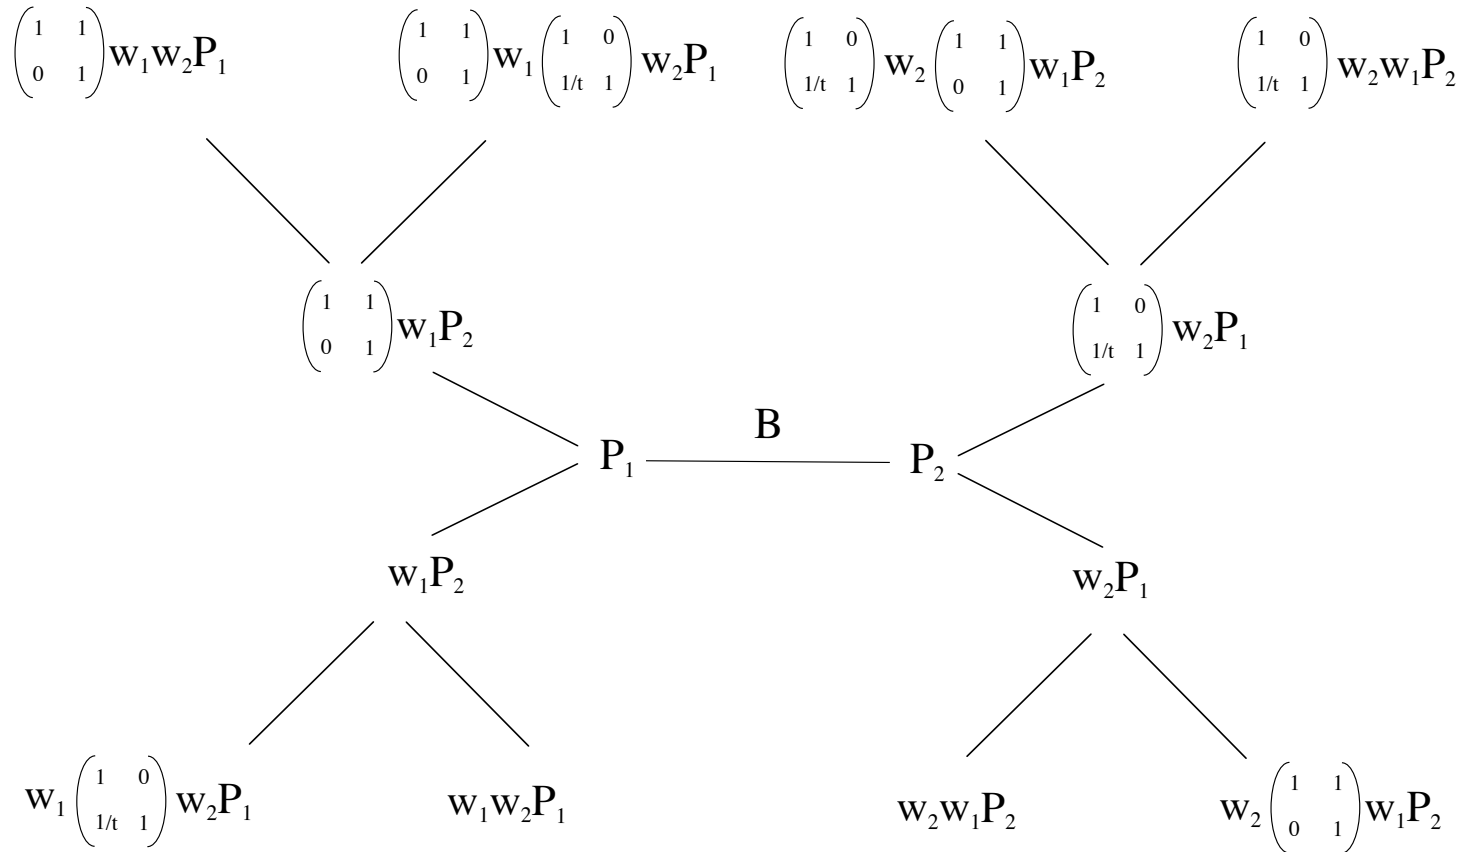 (1 1; 0 1) w₁w₂P₁
(1 1; 0 1) w₁ (1 0; 1/t 1) w₂P₁
(1 0; 1/t 1) w₂ (1 1; 0 1) w₁P₂
(1 0; 1/t 1) w₂w₁P₂
(1 1; 0 1) w₁P₂
(1 0; 1/t 1) w₂P₁
B
P₁
P₂
w₁P₂
w₂P₁
w₁ (1 0; 1/t 1) w₂P₁
w₁w₂P₁
w₂w₁P₂
w₂ (1 1; 0 1) w₁P₂